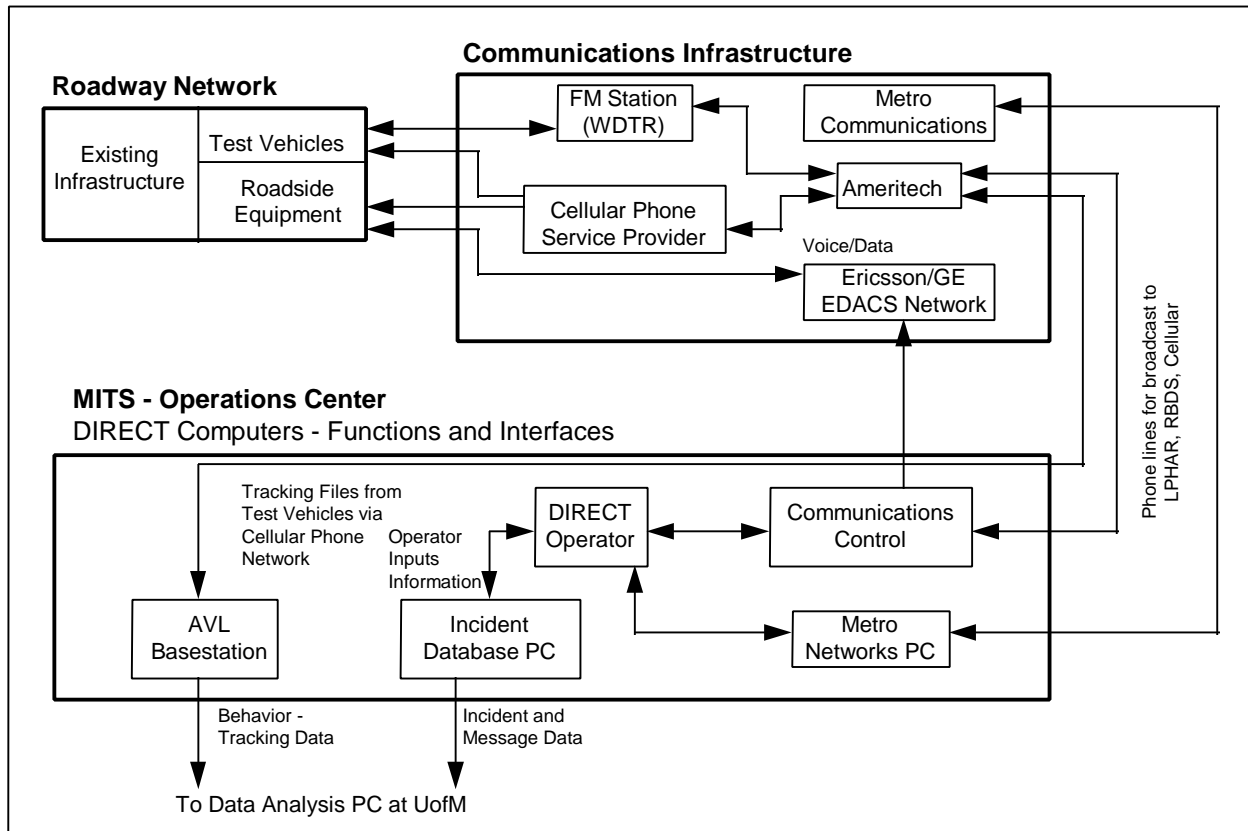 Communications Infrastructure
Roadway Network
FM Station
(WDTR)
Metro
Communications
Test Vehicles
Existing
Infrastructure
Roadside
Equipment
Ameritech
Cellular Phone
Service Provider
Voice/Data
Ericsson/GE
EDACS Network
Phone lines for broadcast to
LPHAR, RBDS, Cellular
MITS - Operations Center
DIRECT Computers - Functions and Interfaces
Tracking Files from
Test Vehicles via
Cellular Phone
Network
Operator
Inputs
Information
DIRECT
Operator
Communications
Control
AVL
Basestation
Incident
Database PC
Metro
Networks PC
Behavior -
Tracking Data
Incident and
Message Data
To Data Analysis PC at UofM